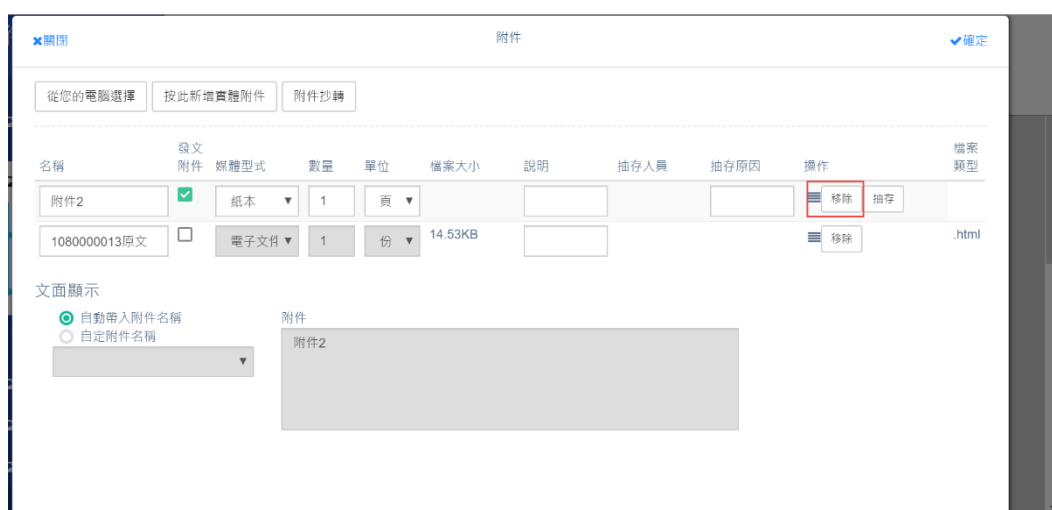 ✖關閉 附件 ✔確定
從您的電腦選擇 按此新增實體附件 附件抄轉
名稱 發文附件 媒體型式 數量 單位 檔案大小 說明 抽存人員 抽存原因 操作 檔案類型
附件2 紙本 1 頁 移除 抽存
1080000013原文 電子文件 1 份 14.53KB 移除 .html
文面顯示
自動帶入附件名稱 附件
自定附件名稱 附件2